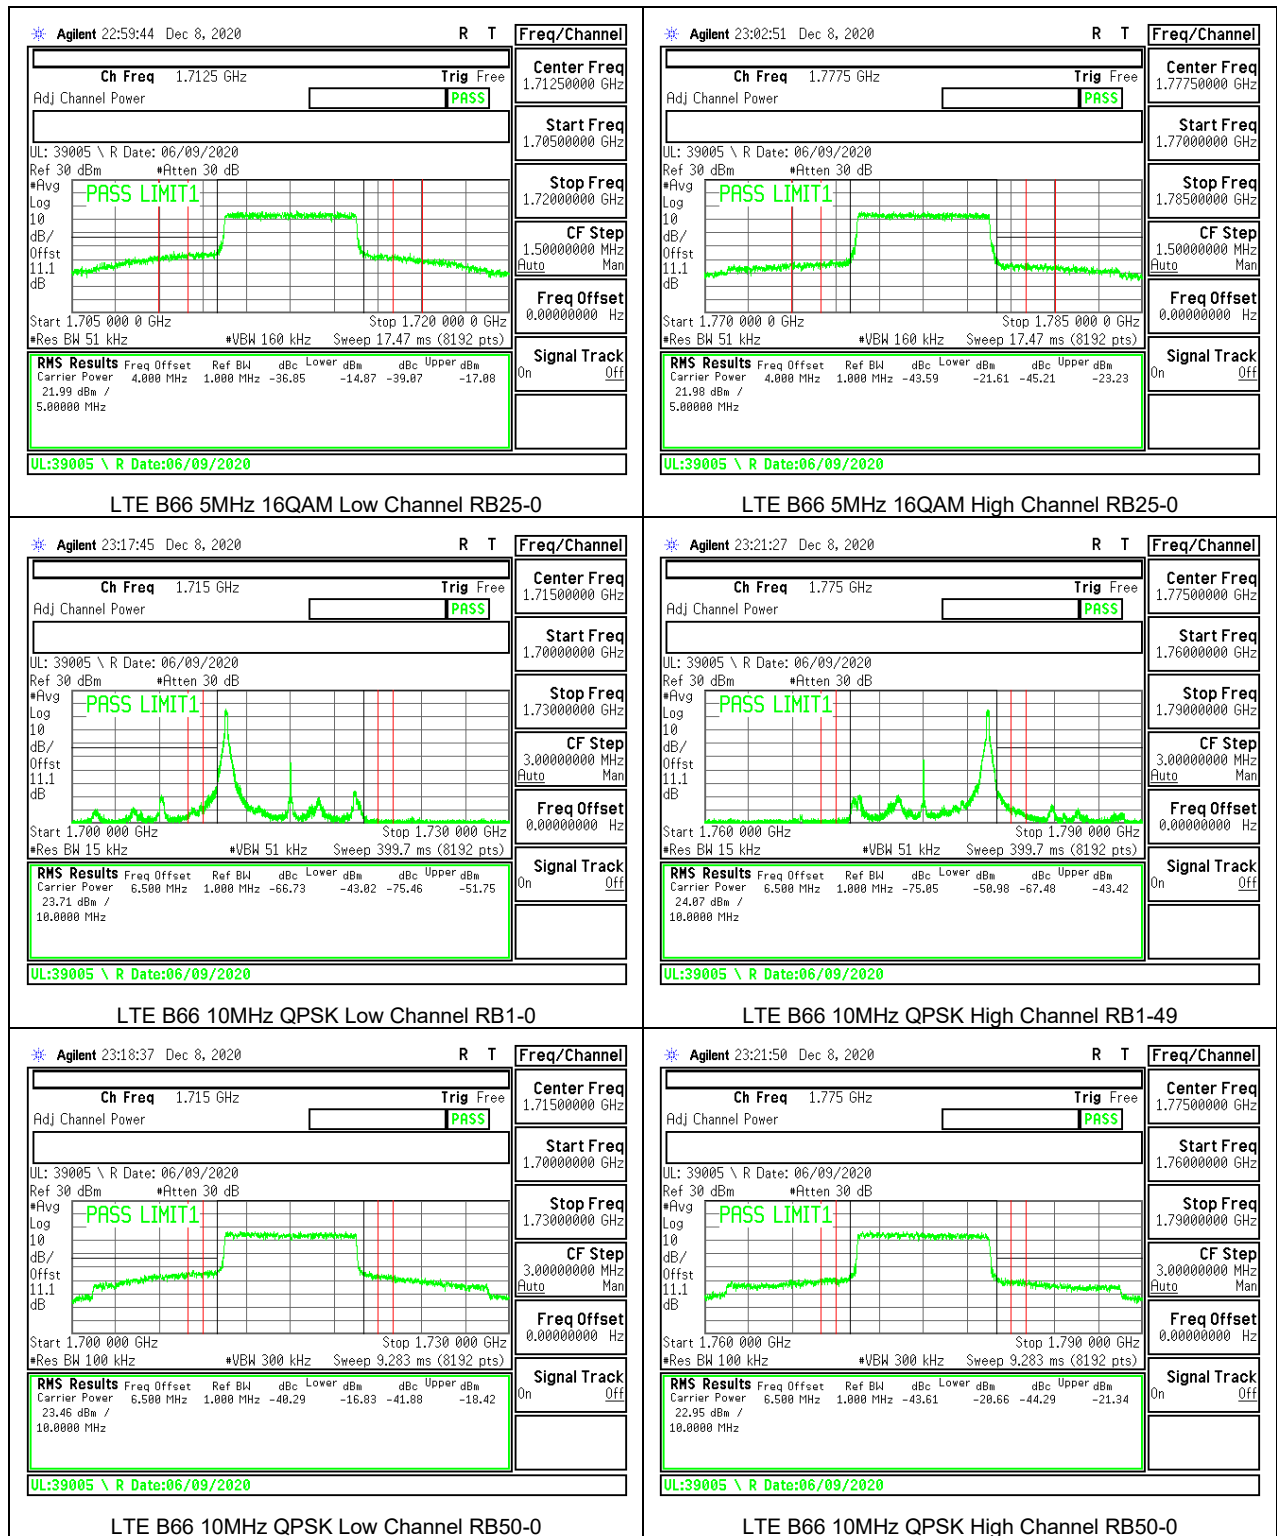 Agilent 22:59:44 Dec 8, 2020 R T
Freq/Channel
Ch Freq 1.7125 GHz Trig Free
Adj Channel Power PASS
UL: 39005 \ R Date: 06/09/2020
Ref 30 dBm #Atten 30 dB
#Avg
Log
10
dB/
Offst
11.1
dB
PASS LIMIT1
Start 1.705 000 0 GHz Stop 1.720 000 0 GHz
#Res BW 51 kHz #VBW 160 kHz Sweep 17.47 ms (8192 pts)
RMS Results Freq Offset Ref BW dBc Lower dBm dBc Upper dBm
Carrier Power 4.000 MHz 1.000 MHz -36.85 -14.87 -39.07 -17.08
21.99 dBm /
5.00000 MHz
UL:39005 \ R Date:06/09/2020
Center Freq
1.71250000 GHz
Start Freq
1.70500000 GHz
Stop Freq
1.72000000 GHz
CF Step
1.50000000 MHz
Auto Man
Freq Offset
0.00000000 Hz
Signal Track
On Off
LTE B66 5MHz 16QAM Low Channel RB25-0
Agilent 23:02:51 Dec 8, 2020 R T
Freq/Channel
Ch Freq 1.7775 GHz Trig Free
Adj Channel Power PASS
UL: 39005 \ R Date: 06/09/2020
Ref 30 dBm #Atten 30 dB
#Avg
Log
10
dB/
Offst
11.1
dB
PASS LIMIT1
Start 1.770 000 0 GHz Stop 1.785 000 0 GHz
#Res BW 51 kHz #VBW 160 kHz Sweep 17.47 ms (8192 pts)
RMS Results Freq Offset Ref BW dBc Lower dBm dBc Upper dBm
Carrier Power 4.000 MHz 1.000 MHz -43.59 -21.61 -45.21 -23.23
21.98 dBm /
5.00000 MHz
UL:39005 \ R Date:06/09/2020
Center Freq
1.77750000 GHz
Start Freq
1.77000000 GHz
Stop Freq
1.78500000 GHz
CF Step
1.50000000 MHz
Auto Man
Freq Offset
0.00000000 Hz
Signal Track
On Off
LTE B66 5MHz 16QAM High Channel RB25-0
Agilent 23:17:45 Dec 8, 2020 R T
Freq/Channel
Ch Freq 1.715 GHz Trig Free
Adj Channel Power PASS
UL: 39005 \ R Date: 06/09/2020
Ref 30 dBm #Atten 30 dB
#Avg
Log
10
dB/
Offst
11.1
dB
PASS LIMIT1
Start 1.700 000 GHz Stop 1.730 000 GHz
#Res BW 15 kHz #VBW 51 kHz Sweep 399.7 ms (8192 pts)
RMS Results Freq Offset Ref BW dBc Lower dBm dBc Upper dBm
Carrier Power 6.500 MHz 1.000 MHz -66.73 -43.02 -75.46 -51.75
23.71 dBm /
10.0000 MHz
UL:39005 \ R Date:06/09/2020
Center Freq
1.71500000 GHz
Start Freq
1.70000000 GHz
Stop Freq
1.73000000 GHz
CF Step
3.00000000 MHz
Auto Man
Freq Offset
0.00000000 Hz
Signal Track
On Off
LTE B66 10MHz QPSK Low Channel RB1-0
Agilent 23:21:27 Dec 8, 2020 R T
Freq/Channel
Ch Freq 1.775 GHz Trig Free
Adj Channel Power PASS
UL: 39005 \ R Date: 06/09/2020
Ref 30 dBm #Atten 30 dB
#Avg
Log
10
dB/
Offst
11.1
dB
PASS LIMIT1
Start 1.760 000 GHz Stop 1.790 000 GHz
#Res BW 15 kHz #VBW 51 kHz Sweep 399.7 ms (8192 pts)
RMS Results Freq Offset Ref BW dBc Lower dBm dBc Upper dBm
Carrier Power 6.500 MHz 1.000 MHz -75.05 -50.98 -67.48 -43.42
24.07 dBm /
10.0000 MHz
UL:39005 \ R Date:06/09/2020
Center Freq
1.77500000 GHz
Start Freq
1.76000000 GHz
Stop Freq
1.79000000 GHz
CF Step
3.00000000 MHz
Auto Man
Freq Offset
0.00000000 Hz
Signal Track
On Off
LTE B66 10MHz QPSK High Channel RB1-49
Agilent 23:18:37 Dec 8, 2020 R T
Freq/Channel
Ch Freq 1.715 GHz Trig Free
Adj Channel Power PASS
UL: 39005 \ R Date: 06/09/2020
Ref 30 dBm #Atten 30 dB
#Avg
Log
10
dB/
Offst
11.1
dB
PASS LIMIT1
Start 1.700 000 GHz Stop 1.730 000 GHz
#Res BW 100 kHz #VBW 300 kHz Sweep 9.283 ms (8192 pts)
RMS Results Freq Offset Ref BW dBc Lower dBm dBc Upper dBm
Carrier Power 6.500 MHz 1.000 MHz -40.29 -16.83 -41.88 -18.42
23.46 dBm /
10.0000 MHz
UL:39005 \ R Date:06/09/2020
Center Freq
1.71500000 GHz
Start Freq
1.70000000 GHz
Stop Freq
1.73000000 GHz
CF Step
3.00000000 MHz
Auto Man
Freq Offset
0.00000000 Hz
Signal Track
On Off
LTE B66 10MHz QPSK Low Channel RB50-0
Agilent 23:21:50 Dec 8, 2020 R T
Freq/Channel
Ch Freq 1.775 GHz Trig Free
Adj Channel Power PASS
UL: 39005 \ R Date: 06/09/2020
Ref 30 dBm #Atten 30 dB
#Avg
Log
10
dB/
Offst
11.1
dB
PASS LIMIT1
Start 1.760 000 GHz Stop 1.790 000 GHz
#Res BW 100 kHz #VBW 300 kHz Sweep 9.283 ms (8192 pts)
RMS Results Freq Offset Ref BW dBc Lower dBm dBc Upper dBm
Carrier Power 6.500 MHz 1.000 MHz -43.61 -20.66 -44.29 -21.34
22.95 dBm /
10.0000 MHz
UL:39005 \ R Date:06/09/2020
Center Freq
1.77500000 GHz
Start Freq
1.76000000 GHz
Stop Freq
1.79000000 GHz
CF Step
3.00000000 MHz
Auto Man
Freq Offset
0.00000000 Hz
Signal Track
On Off
LTE B66 10MHz QPSK High Channel RB50-0